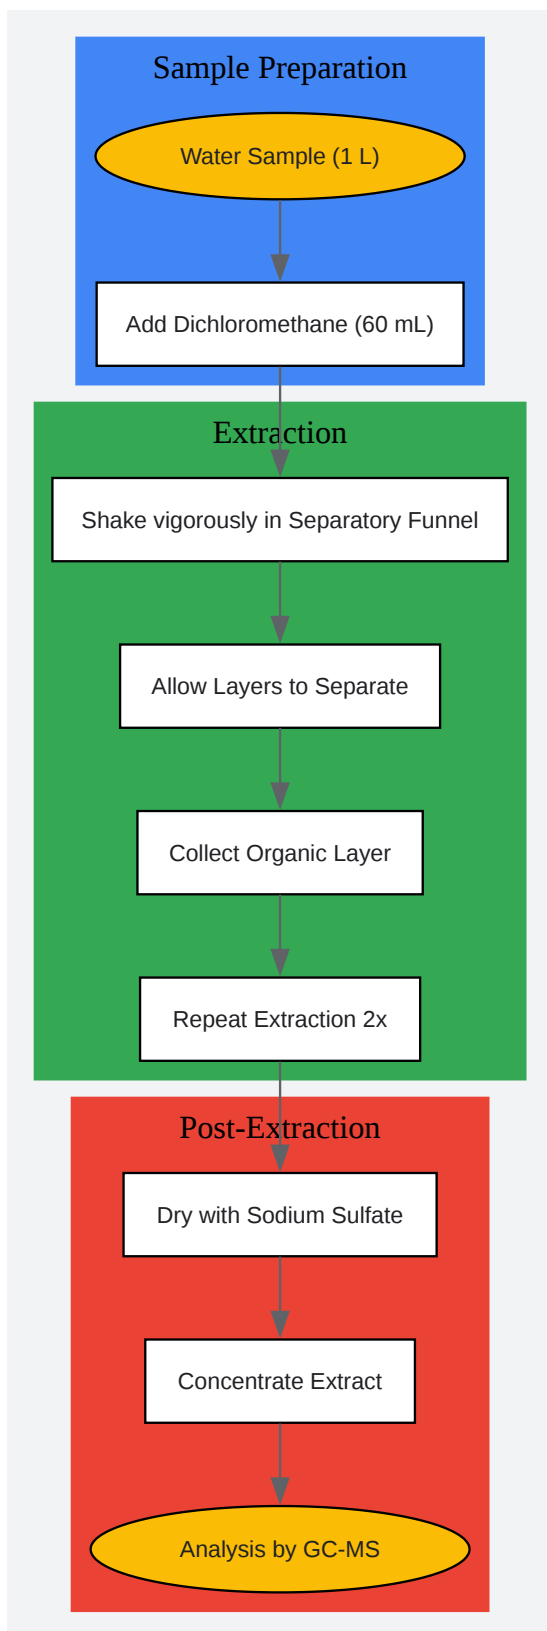 Sample Preparation
Water Sample (1 L)
Add Dichloromethane (60 mL)
Extraction
Shake vigorously in Separatory Funnel
Allow Layers to Separate
Collect Organic Layer
Repeat Extraction 2x
Post-Extraction
Dry with Sodium Sulfate
Concentrate Extract
Analysis by GC-MS